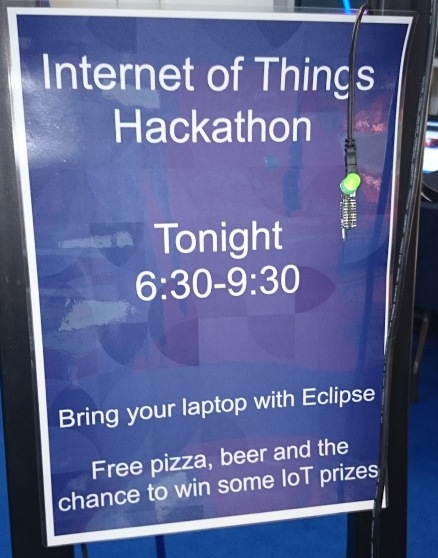 Internet of Things
Hackathon
Tonight
6:30-9:30
Bring your laptop with Eclipse
Free pizza, beer and the
chance to win some IoT prizes